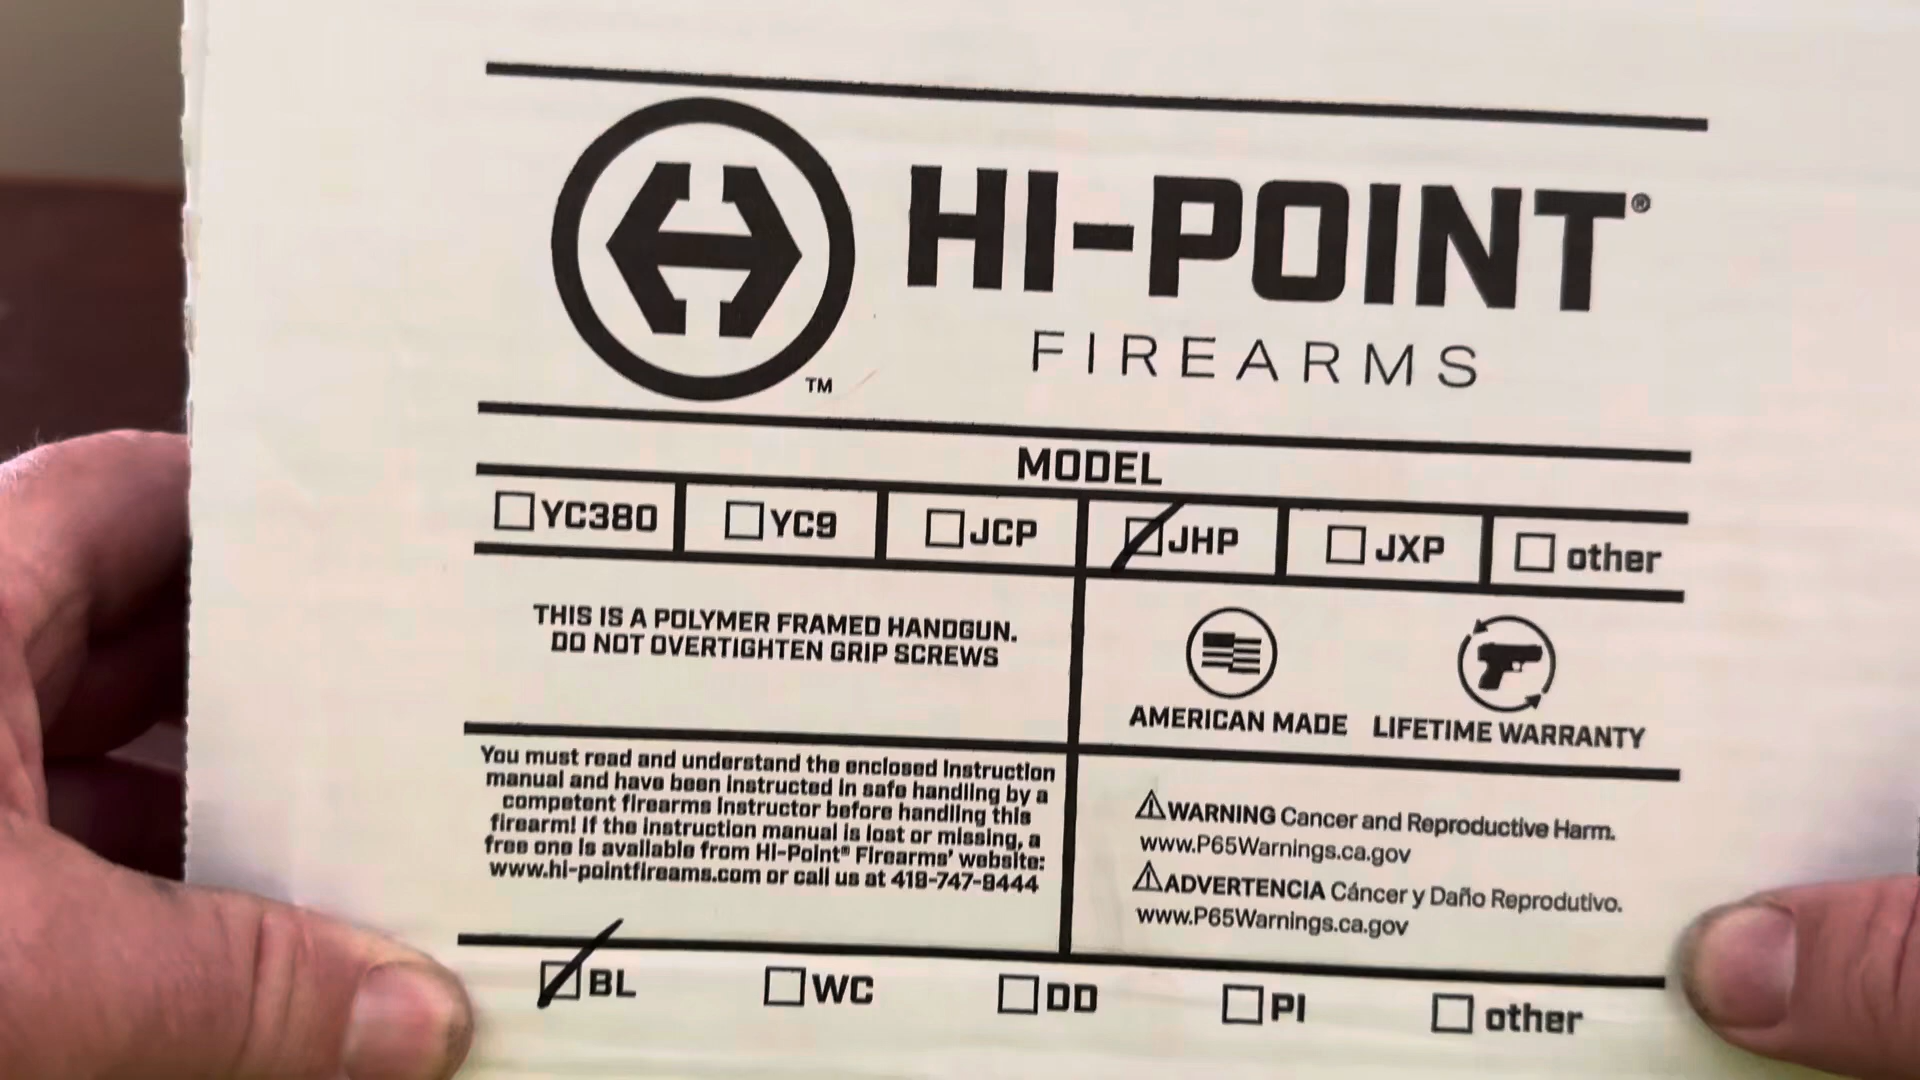 HI-POINT®
FIREARMS
TM
MODEL
YC380 YC9 JCP JHP JXP other
THIS IS A POLYMER FRAMED HANDGUN.
DO NOT OVERTIGHTEN GRIP SCREWS
AMERICAN MADE LIFETIME WARRANTY
You must read and understand the enclosed instruction
manual and have been instructed in safe handling by a
competent firearms instructor before handling this
firearm! If the instruction manual is lost or missing, a
free one is available from Hi-Point® Firearms' website:
www.hi-pointfireams.com or call us at 419-747-9444
WARNING Cancer and Reproductive Harm.
www.P65Warnings.ca.gov
ADVERTENCIA Cáncer y Daño Reprodutivo.
www.P65Warnings.ca.gov
BL WC DD PI other